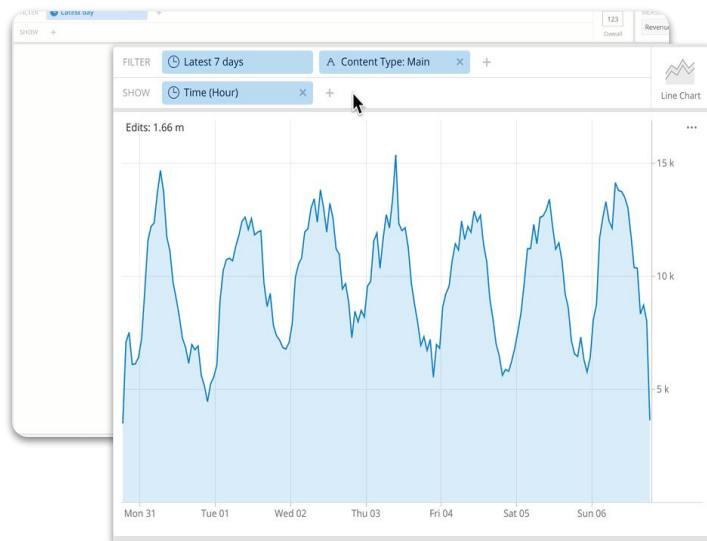 FILTER Latest day
SHOW +
123
Overall
FILTER Latest 7 days A Content Type: Main × +
SHOW Time (Hour) × +
Line Chart
Edits: 1.66 m
...
15 k
10 k
5 k
Mon 31 Tue 01 Wed 02 Thu 03 Fri 04 Sat 05 Sun 06